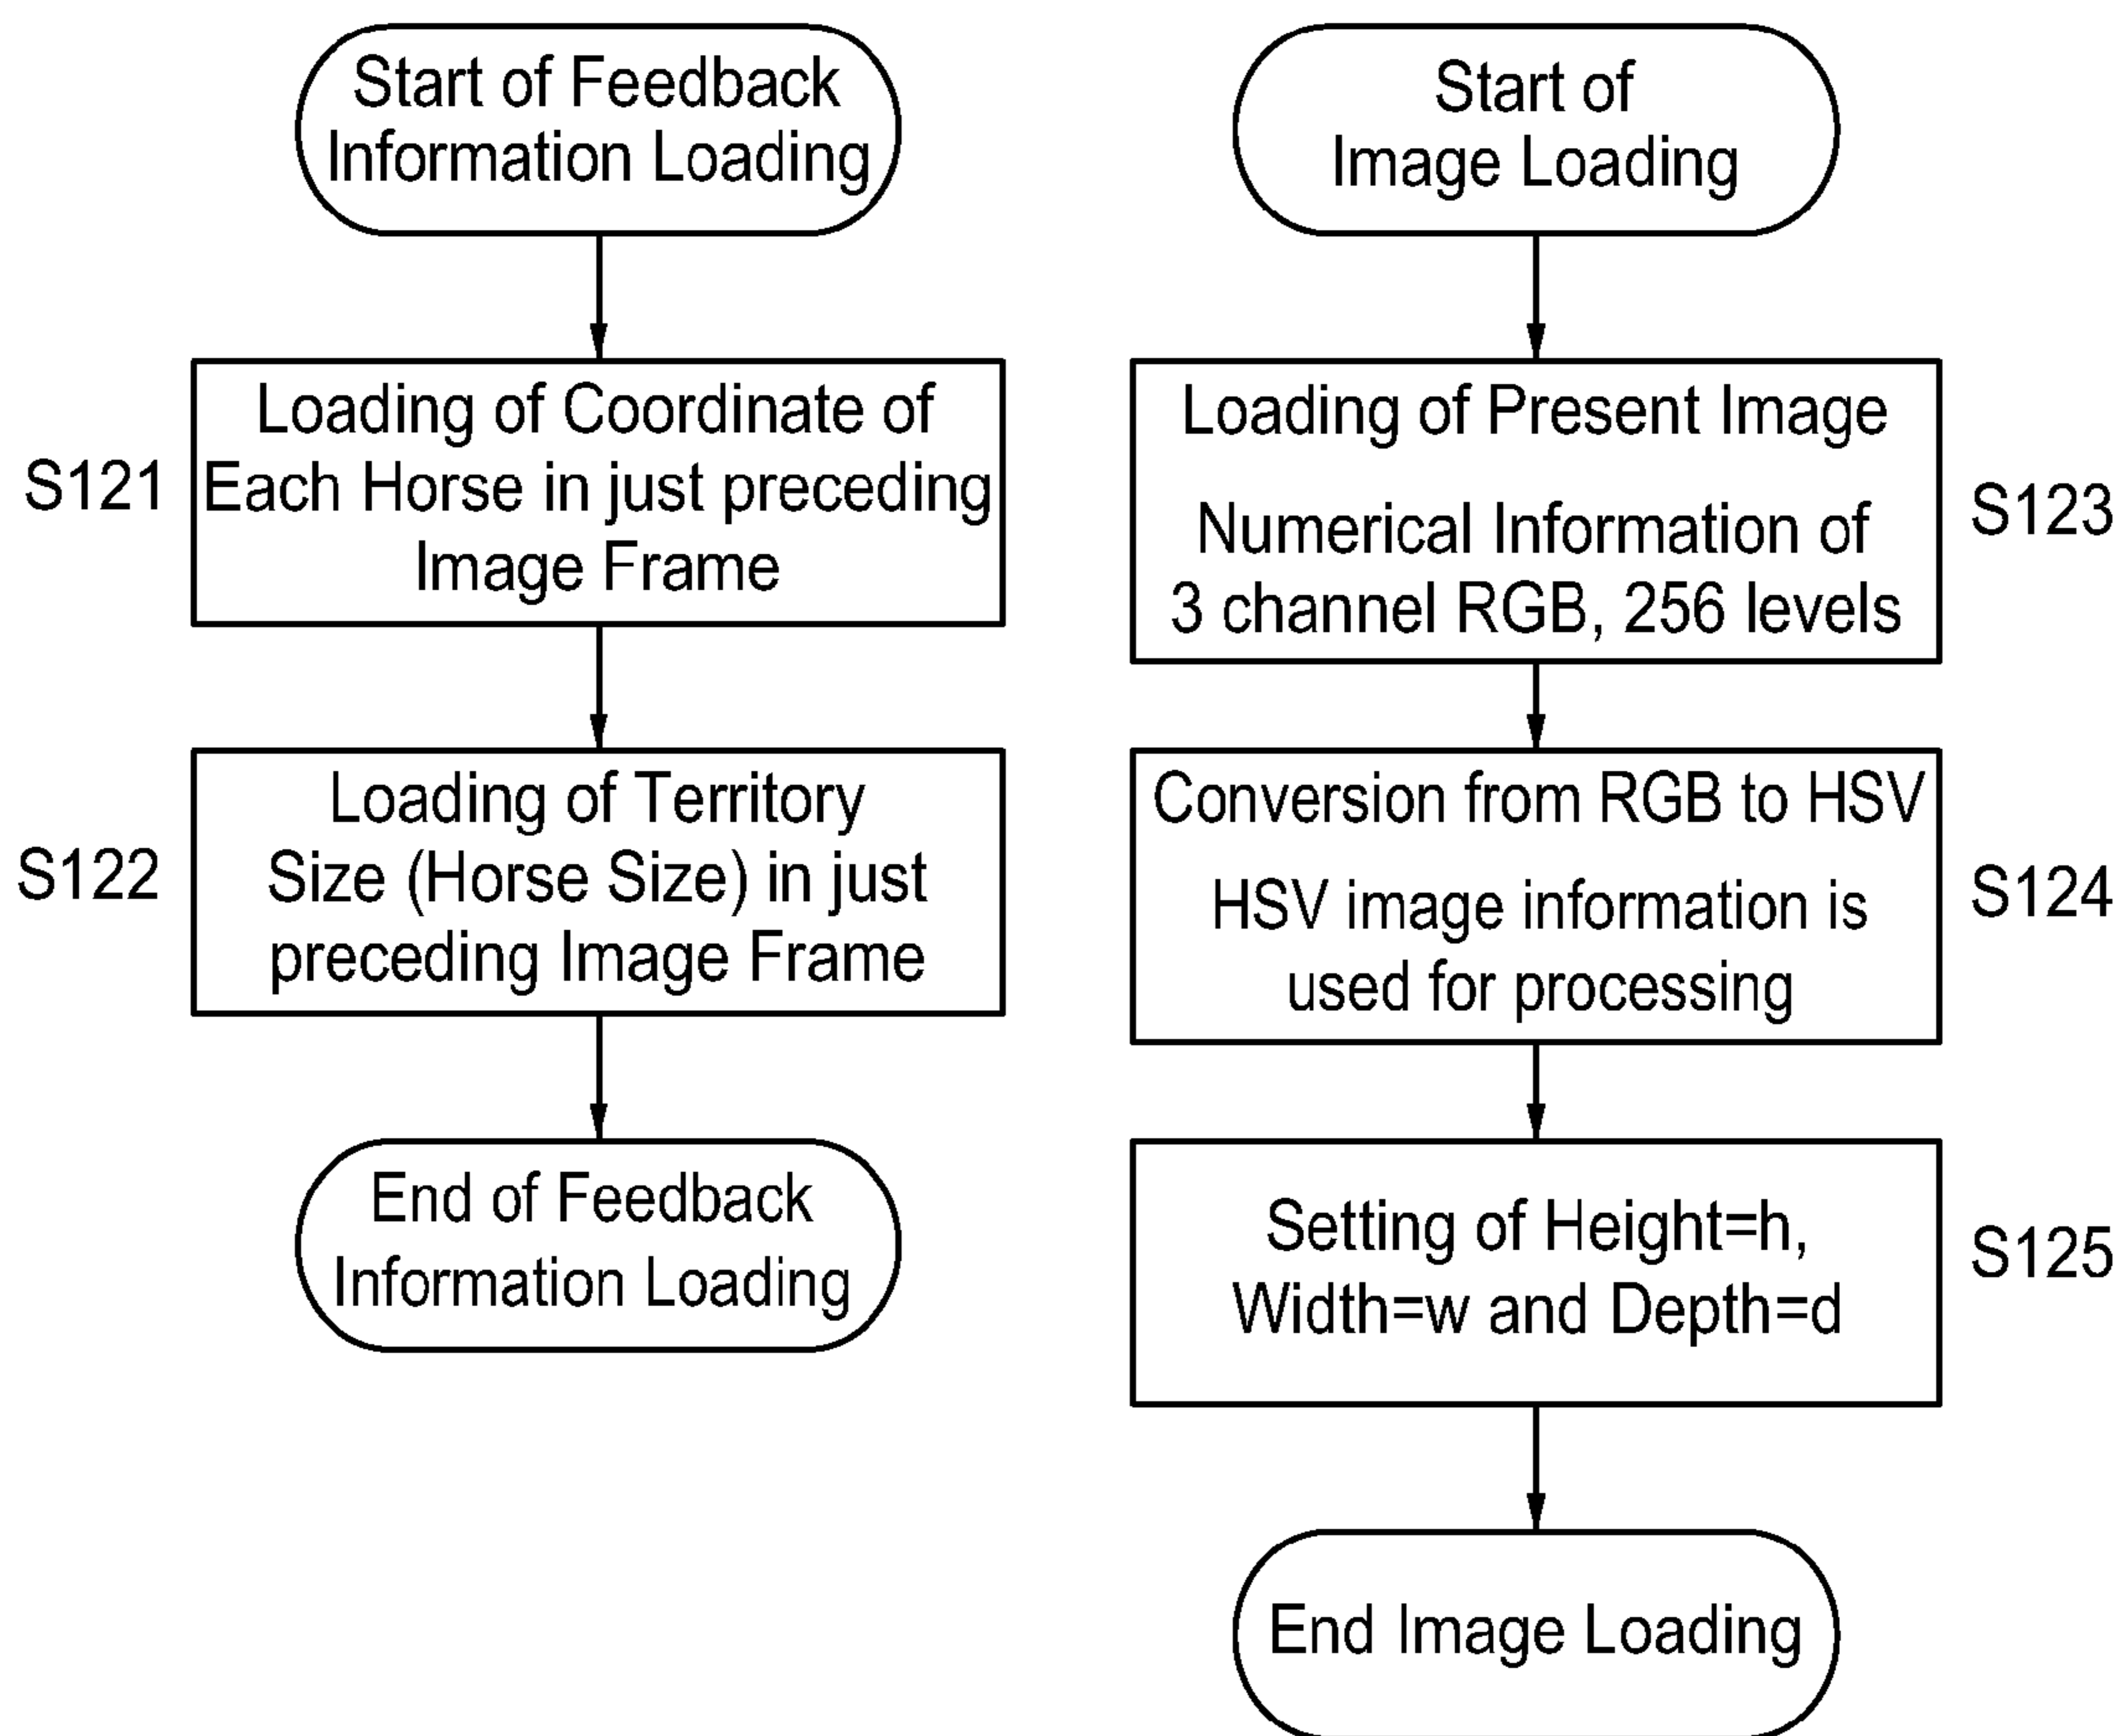 Start of Feedback
Information Loading
S121
Loading of Coordinate of
Each Horse in just preceding
Image Frame
S122
Loading of Territory
Size (Horse Size) in just
preceding Image Frame
End of Feedback
Information Loading
Start of
Image Loading
Loading of Present Image
Numerical Information of
3 channel RGB, 256 levels
S123
Conversion from RGB to HSV
HSV image information is
used for processing
S124
Setting of Height=h,
Width=w and Depth=d
S125
End Image Loading